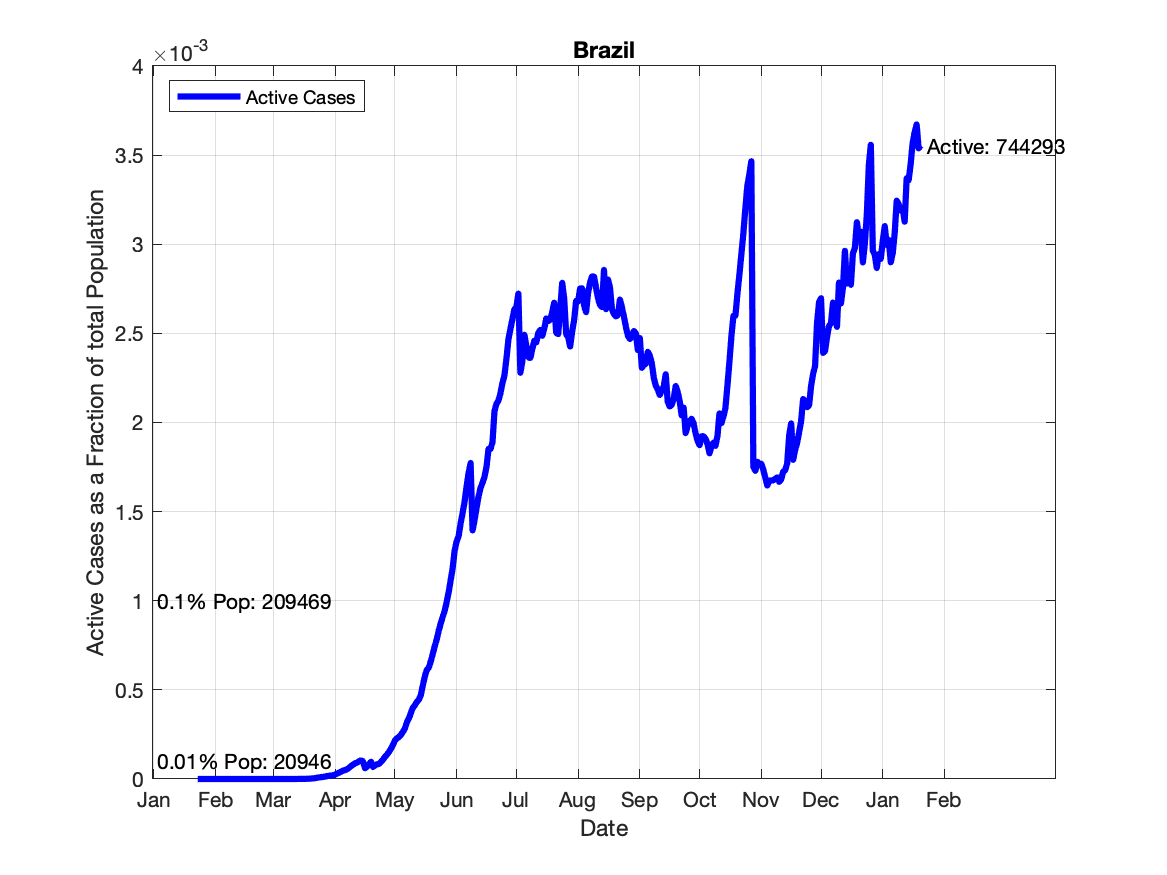 Brazil
×10-3
Active Cases
4
3.5
3
2.5
2
1.5
1
0.5
0
Active: 744293
0.1% Pop: 209469
0.01% Pop: 20946
Active Cases as a Fraction of total Population
Jan Feb Mar Apr May Jun Jul Aug Sep Oct Nov Dec Jan Feb
Date